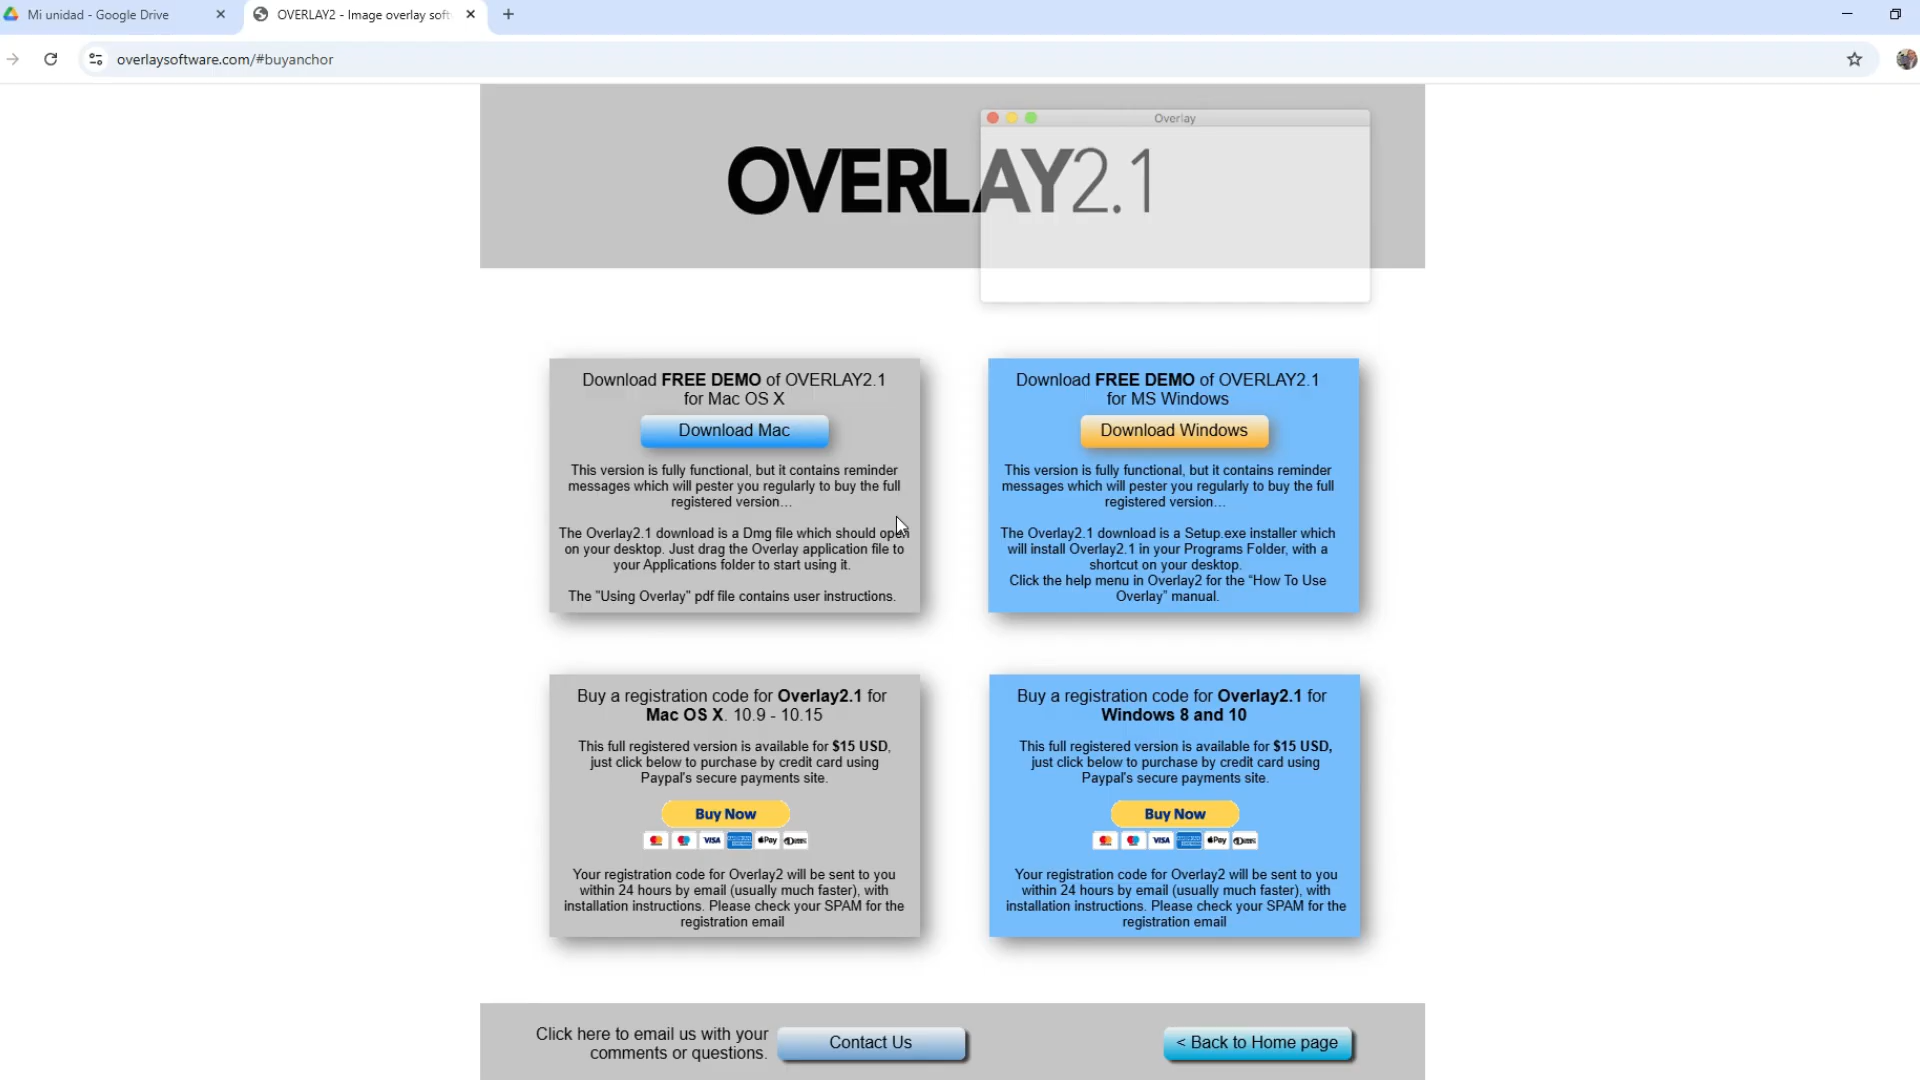 Mi unidad - Google Drive
OVERLAY2 - Image overlay soft
overlaysoftware.com/#buyanchor
Overlay
OVERLAY2.1
Download FREE DEMO of OVERLAY2.1
for Mac OS X
Download Mac
This version is fully functional, but it contains reminder
messages which will pester you regularly to buy the full
registered version...
The Overlay2.1 download is a Dmg file which should open
on your desktop. Just drag the Overlay application file to
your Applications folder to start using it.
The "Using Overlay" pdf file contains user instructions.
Download FREE DEMO of OVERLAY2.1
for MS Windows
Download Windows
This version is fully functional, but it contains reminder
messages which will pester you regularly to buy the full
registered version...
The Overlay2.1 download is a Setup.exe installer which
will install Overlay2.1 in your Programs Folder, with a
shortcut on your desktop.
Click the help menu in Overlay2 for the “How To Use
Overlay” manual.
Buy a registration code for Overlay2.1 for
Mac OS X. 10.9 - 10.15
This full registered version is available for $15 USD,
just click below to purchase by credit card using
Paypal's secure payments site.
Buy Now
VISA
Pay
Your registration code for Overlay2 will be sent to you
within 24 hours by email (usually much faster), with
installation instructions. Please check your SPAM for the
registration email
Buy a registration code for Overlay2.1 for
Windows 8 and 10
This full registered version is available for $15 USD,
just click below to purchase by credit card using
Paypal's secure payments site.
Buy Now
VISA
Pay
Your registration code for Overlay2 will be sent to you
within 24 hours by email (usually much faster), with
installation instructions. Please check your SPAM for the
registration email
Click here to email us with your
comments or questions.
Contact Us
< Back to Home page